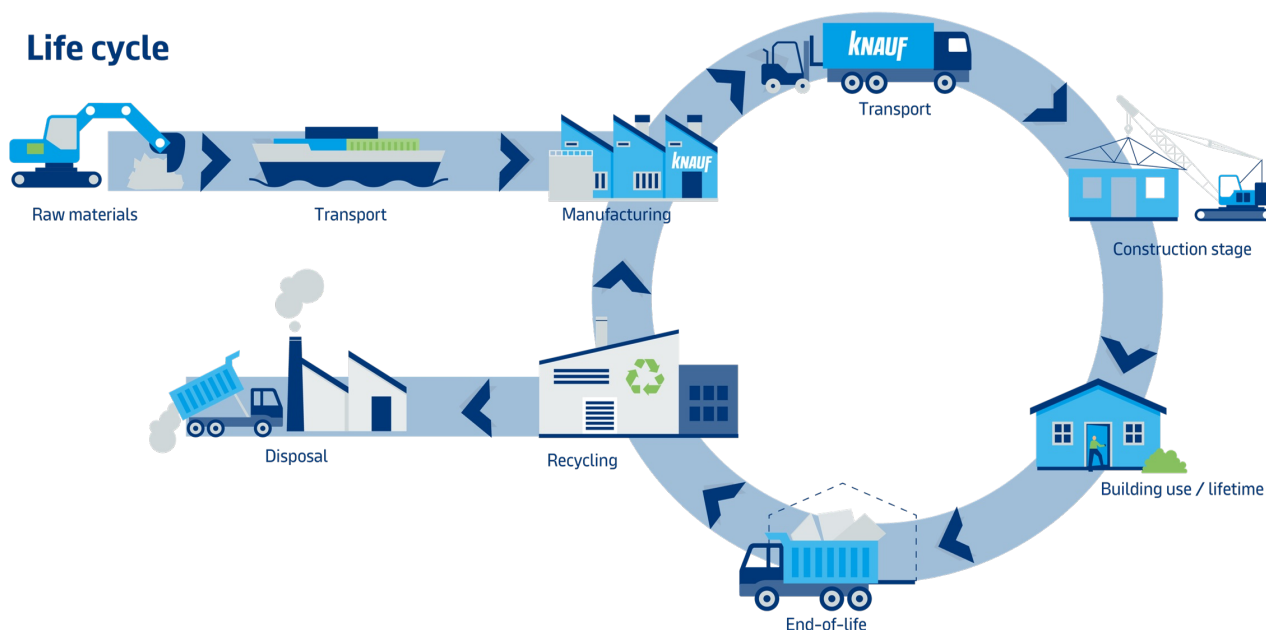 Life cycle
KNAUF
Transport
Raw materials
Transport
KNAUF
Manufacturing
Construction stage
Disposal
Recycling
Building use / lifetime
End-of-life